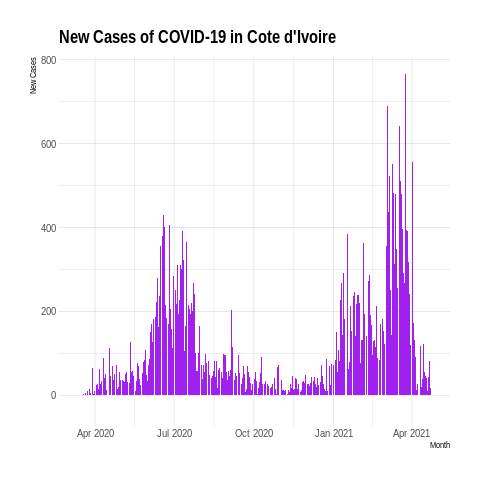 New Cases of COVID-19 in Cote d'Ivoire
New Cases
800
600
400
200
0
Apr 2020 Jul 2020 Oct 2020 Jan 2021 Apr 2021
Month